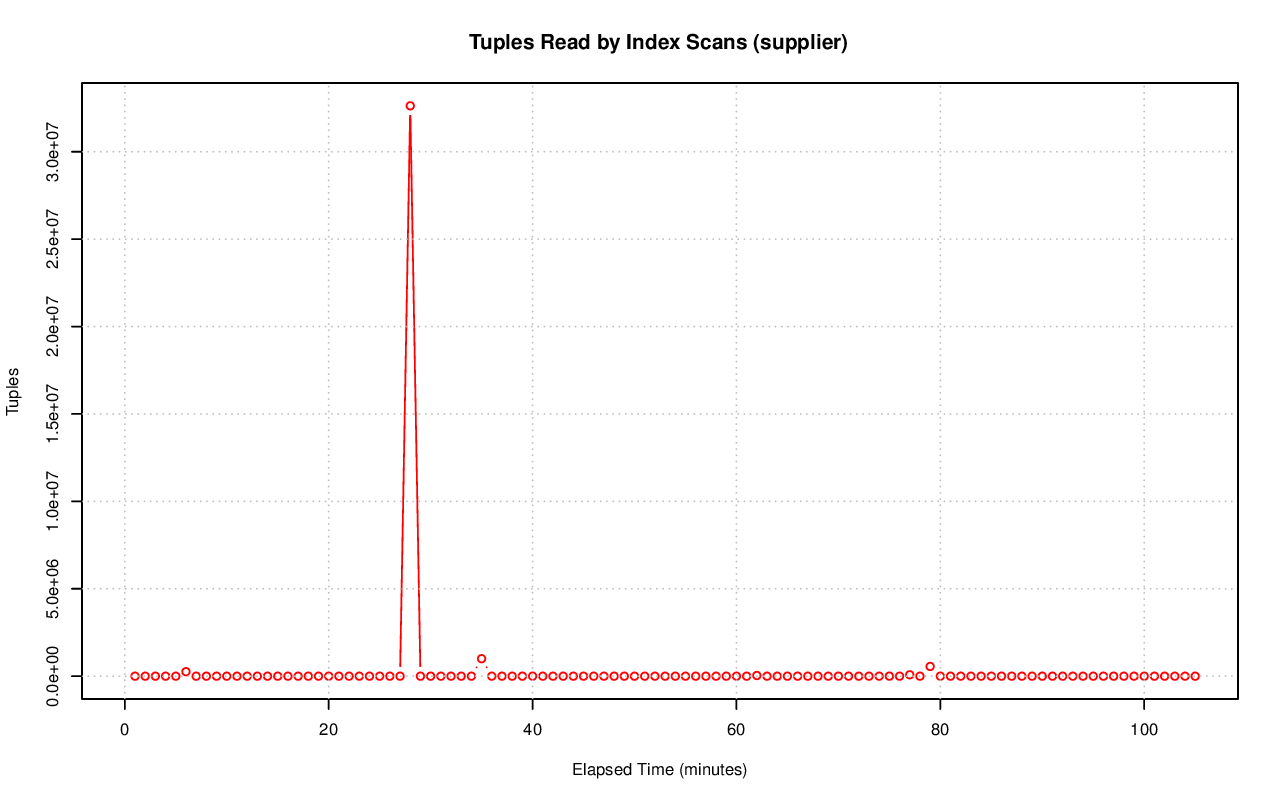 Tuples Read by Index Scans (supplier)
Tuples
3.0e+07
2.5e+07
2.0e+07
1.5e+07
1.0e+07
5.0e+06
0.0e+00
0 20 40 60 80 100
Elapsed Time (minutes)